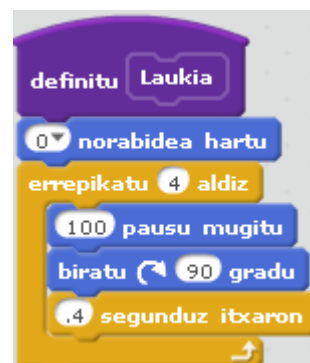 definitu Laukia
0 norabidea hartu
errepikatu 4 aldiz
100 pausu mugitu
biratu 90 gradu
.4 segunduz itxaron